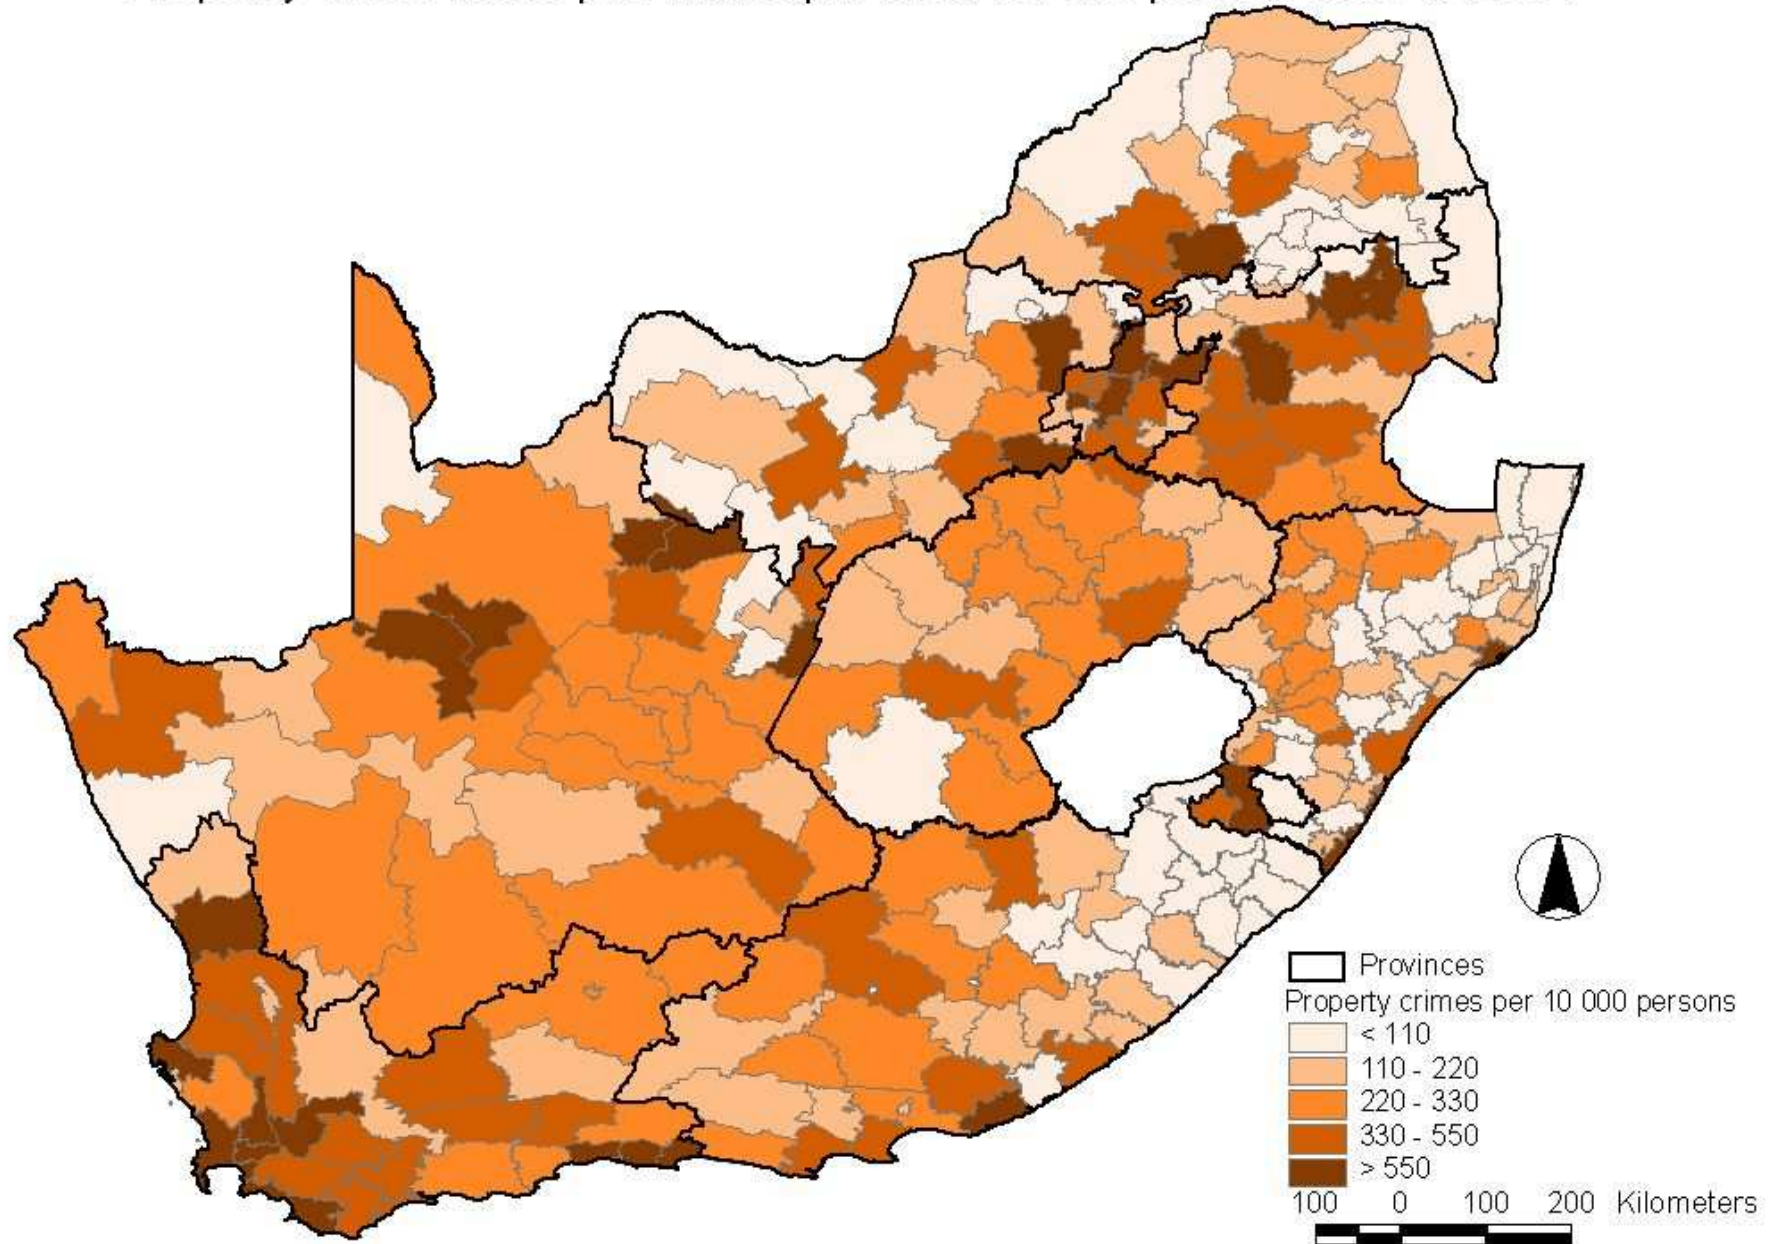 Provinces
Property crimes per 10 000 persons
< 110
110 - 220
220 - 330
330 - 550
> 550
100 0 100 200 Kilometers